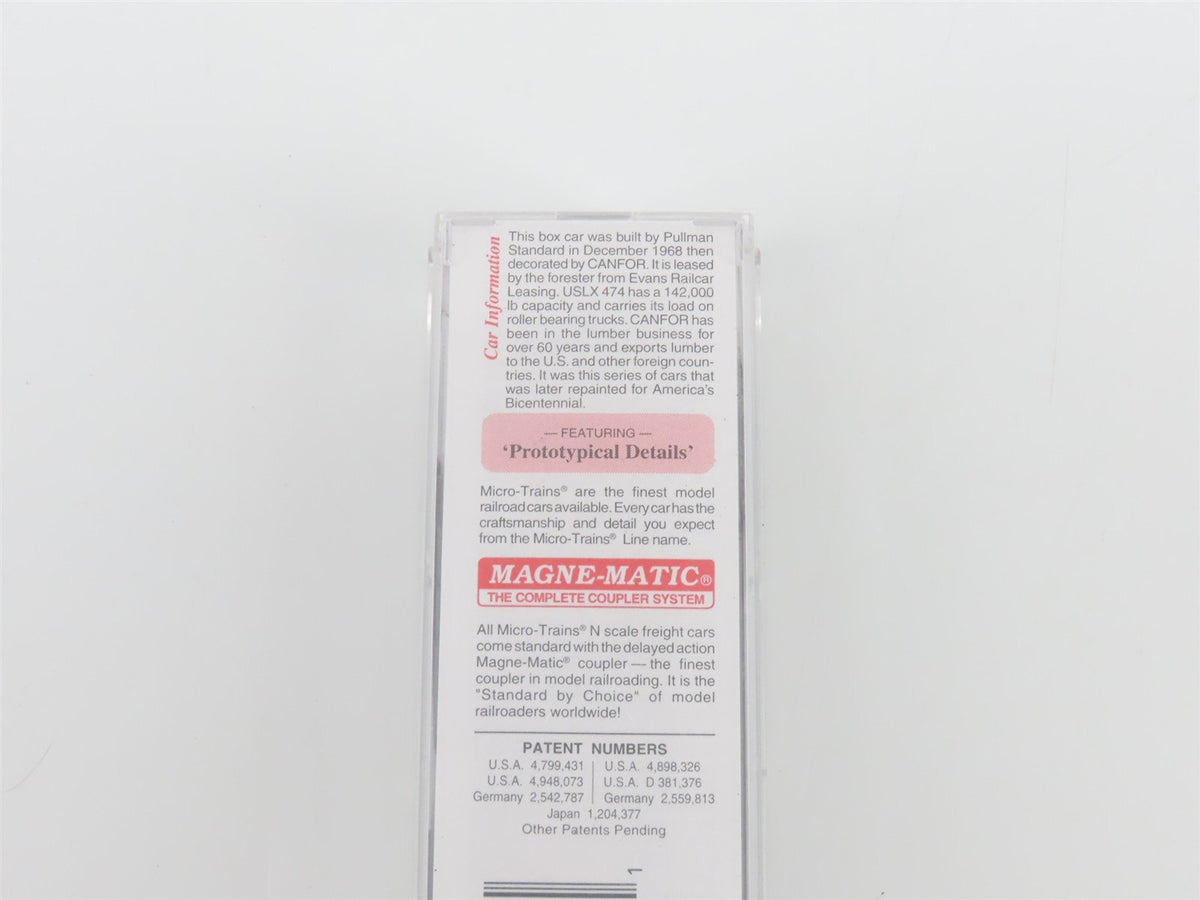 Car Information
This box car was built by Pullman
Standard in December 1968 then
decorated by CANFOR. It is leased
by the forester from Evans Railcar
Leasing. USLX 474 has a 142,000
lb capacity and carries its load on
roller bearing trucks. CANFOR has
been in the lumber business for
over 60 years and exports lumber
to the U.S. and other foreign coun-
tries. It was this series of cars that
was later repainted for America's
Bicentennial.
— FEATURING —
'Prototypical Details'
Micro-Trains® are the finest model
railroad cars available. Every car has the
craftsmanship and detail you expect
from the Micro-Trains® Line name.
MAGNE-MATIC®
THE COMPLETE COUPLER SYSTEM
All Micro-Trains® N scale freight cars
come standard with the delayed action
Magne-Matic® coupler — the finest
coupler in model railroading. It is the
"Standard by Choice" of model
railroaders worldwide!
PATENT NUMBERS
U.S.A. 4,799,431 | U.S.A. 4,898,326
U.S.A. 4,948,073 | U.S.A. D 381,376
Germany 2,542,787 | Germany 2,559,813
Japan 1,204,377
Other Patents Pending
1